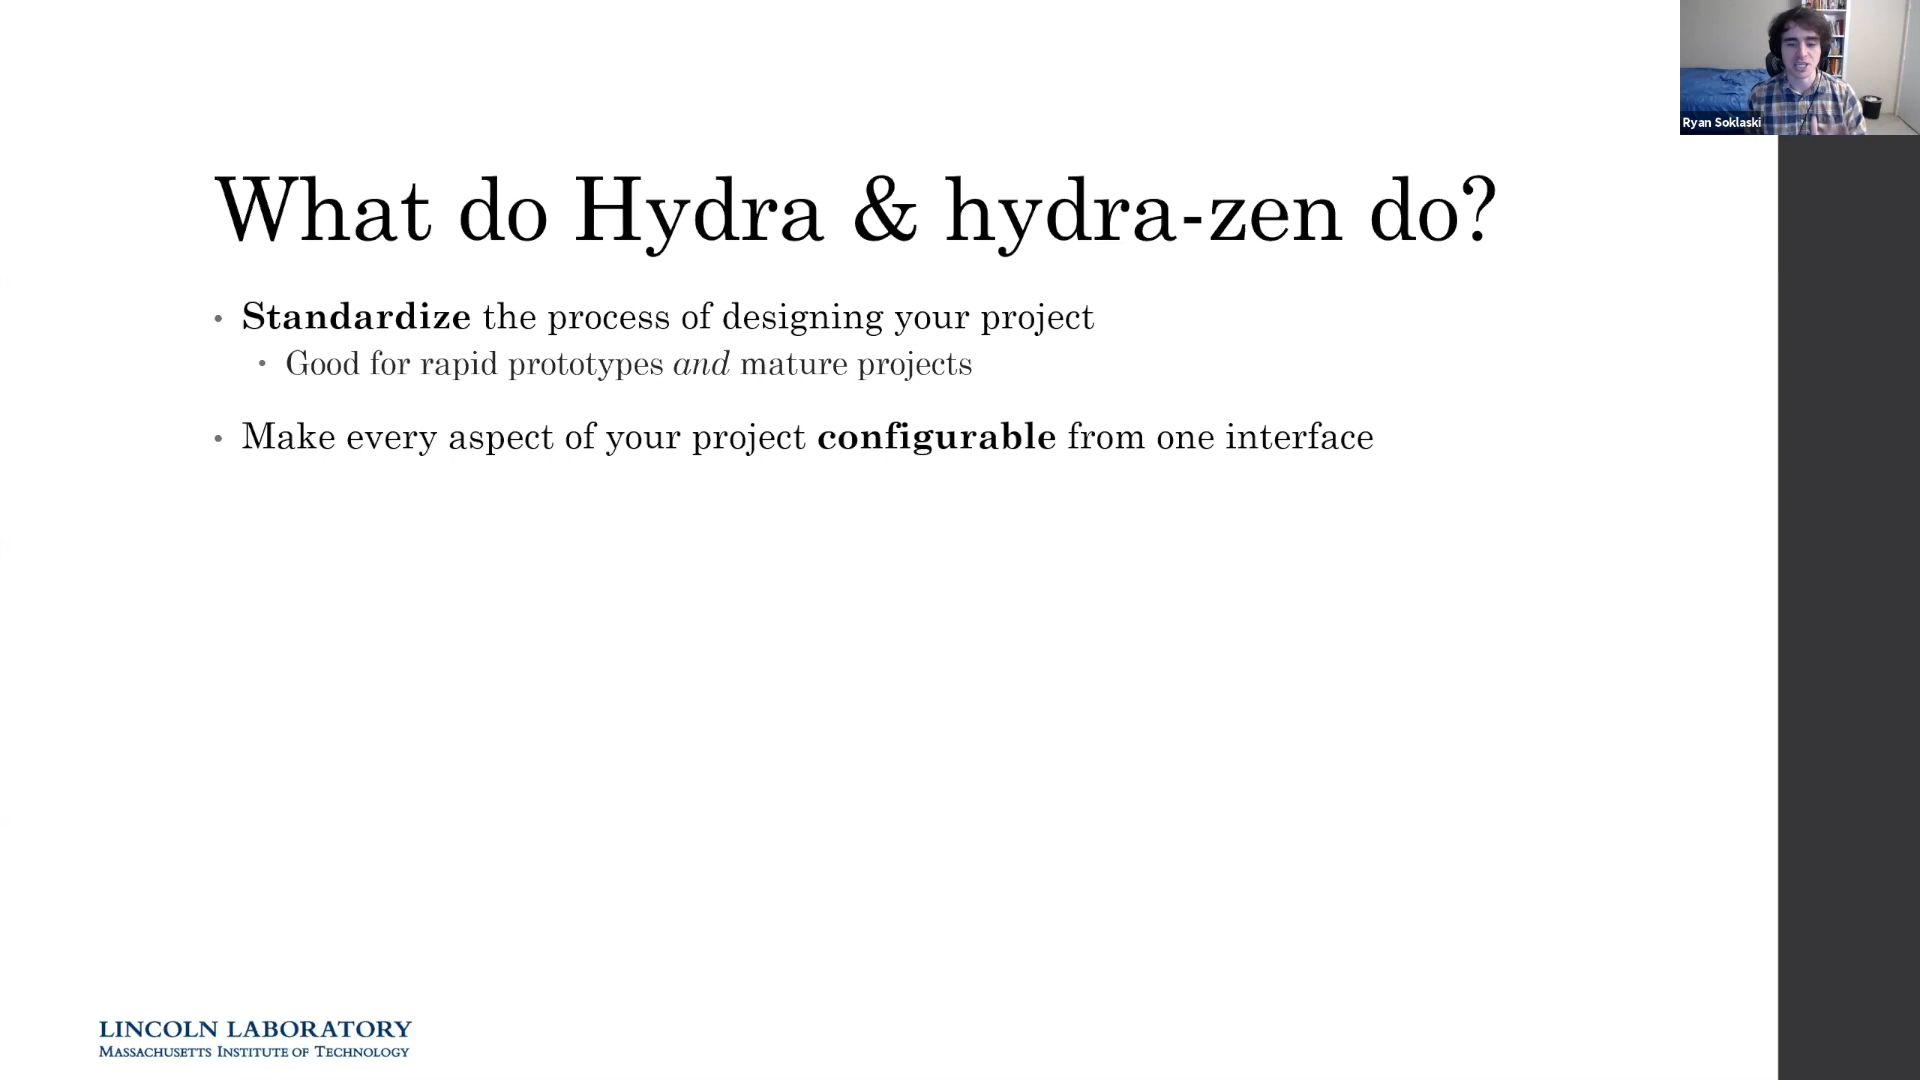 Ryan Soklaski
What do Hydra & hydra-zen do?
• Standardize the process of designing your project
• Good for rapid prototypes and mature projects
• Make every aspect of your project configurable from one interface
LINCOLN LABORATORY
MASSACHUSETTS INSTITUTE OF TECHNOLOGY